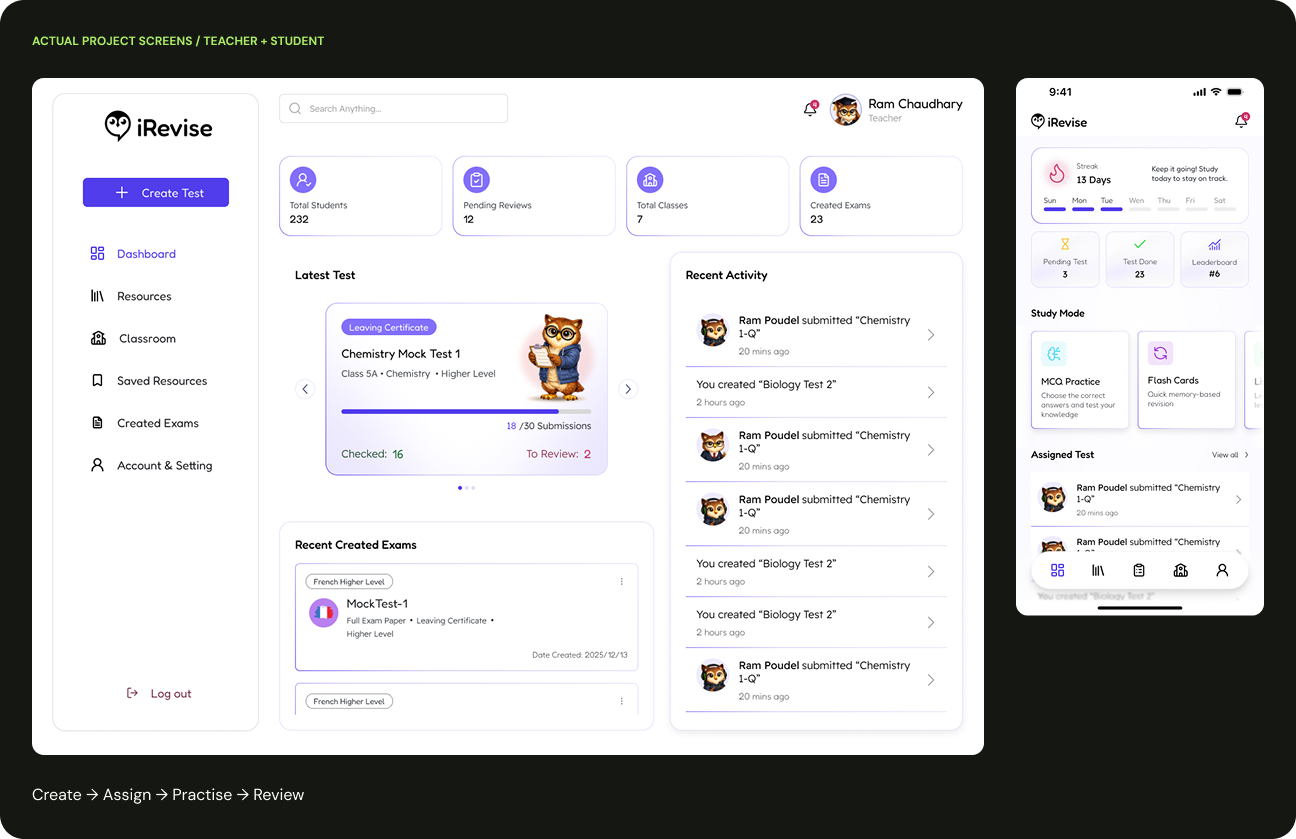 ACTUAL PROJECT SCREENS / TEACHER + STUDENT
iRevise
+ Create Test
Dashboard
Resources
Classroom
Saved Resources
Created Exams
Account & Setting
Log out
Search Anything...
Ram Chaudhary
Teacher
Total Students
232
Pending Reviews
12
Total Classes
7
Created Exams
23
Latest Test
Leaving Certificate
Chemistry Mock Test 1
Class 5A • Chemistry • Higher Level
18 /30 Submissions
Checked: 16
To Review: 2
Recent Created Exams
French Higher Level
MockTest-1
Full Exam Paper • Leaving Certificate •
Higher Level
Date Created: 2025/12/13
French Higher Level
Recent Activity
Ram Poudel submitted “Chemistry
1-Q”
20 mins ago
You created “Biology Test 2”
2 hours ago
Ram Poudel submitted “Chemistry
1-Q”
20 mins ago
Ram Poudel submitted “Chemistry
1-Q”
20 mins ago
You created “Biology Test 2”
2 hours ago
You created “Biology Test 2”
2 hours ago
Ram Poudel submitted “Chemistry
1-Q”
20 mins ago
9:41
iRevise
Streak
13 Days
Keep it going! Study
today to stay on track.
Sun Mon Tue Wen Thu Fri Sat
Pending Test
3
Test Done
23
Leaderboard
#6
Study Mode
MCQ Practice
Choose the correct
answers and test your
knowledge
Flash Cards
Quick memory-based
revision
Assigned Test
View all
Ram Poudel submitted “Chemistry
1-Q”
20 mins ago
Ram Poudel submitted “Chemistry
You created “Biology Test 2”
Create → Assign → Practise → Review